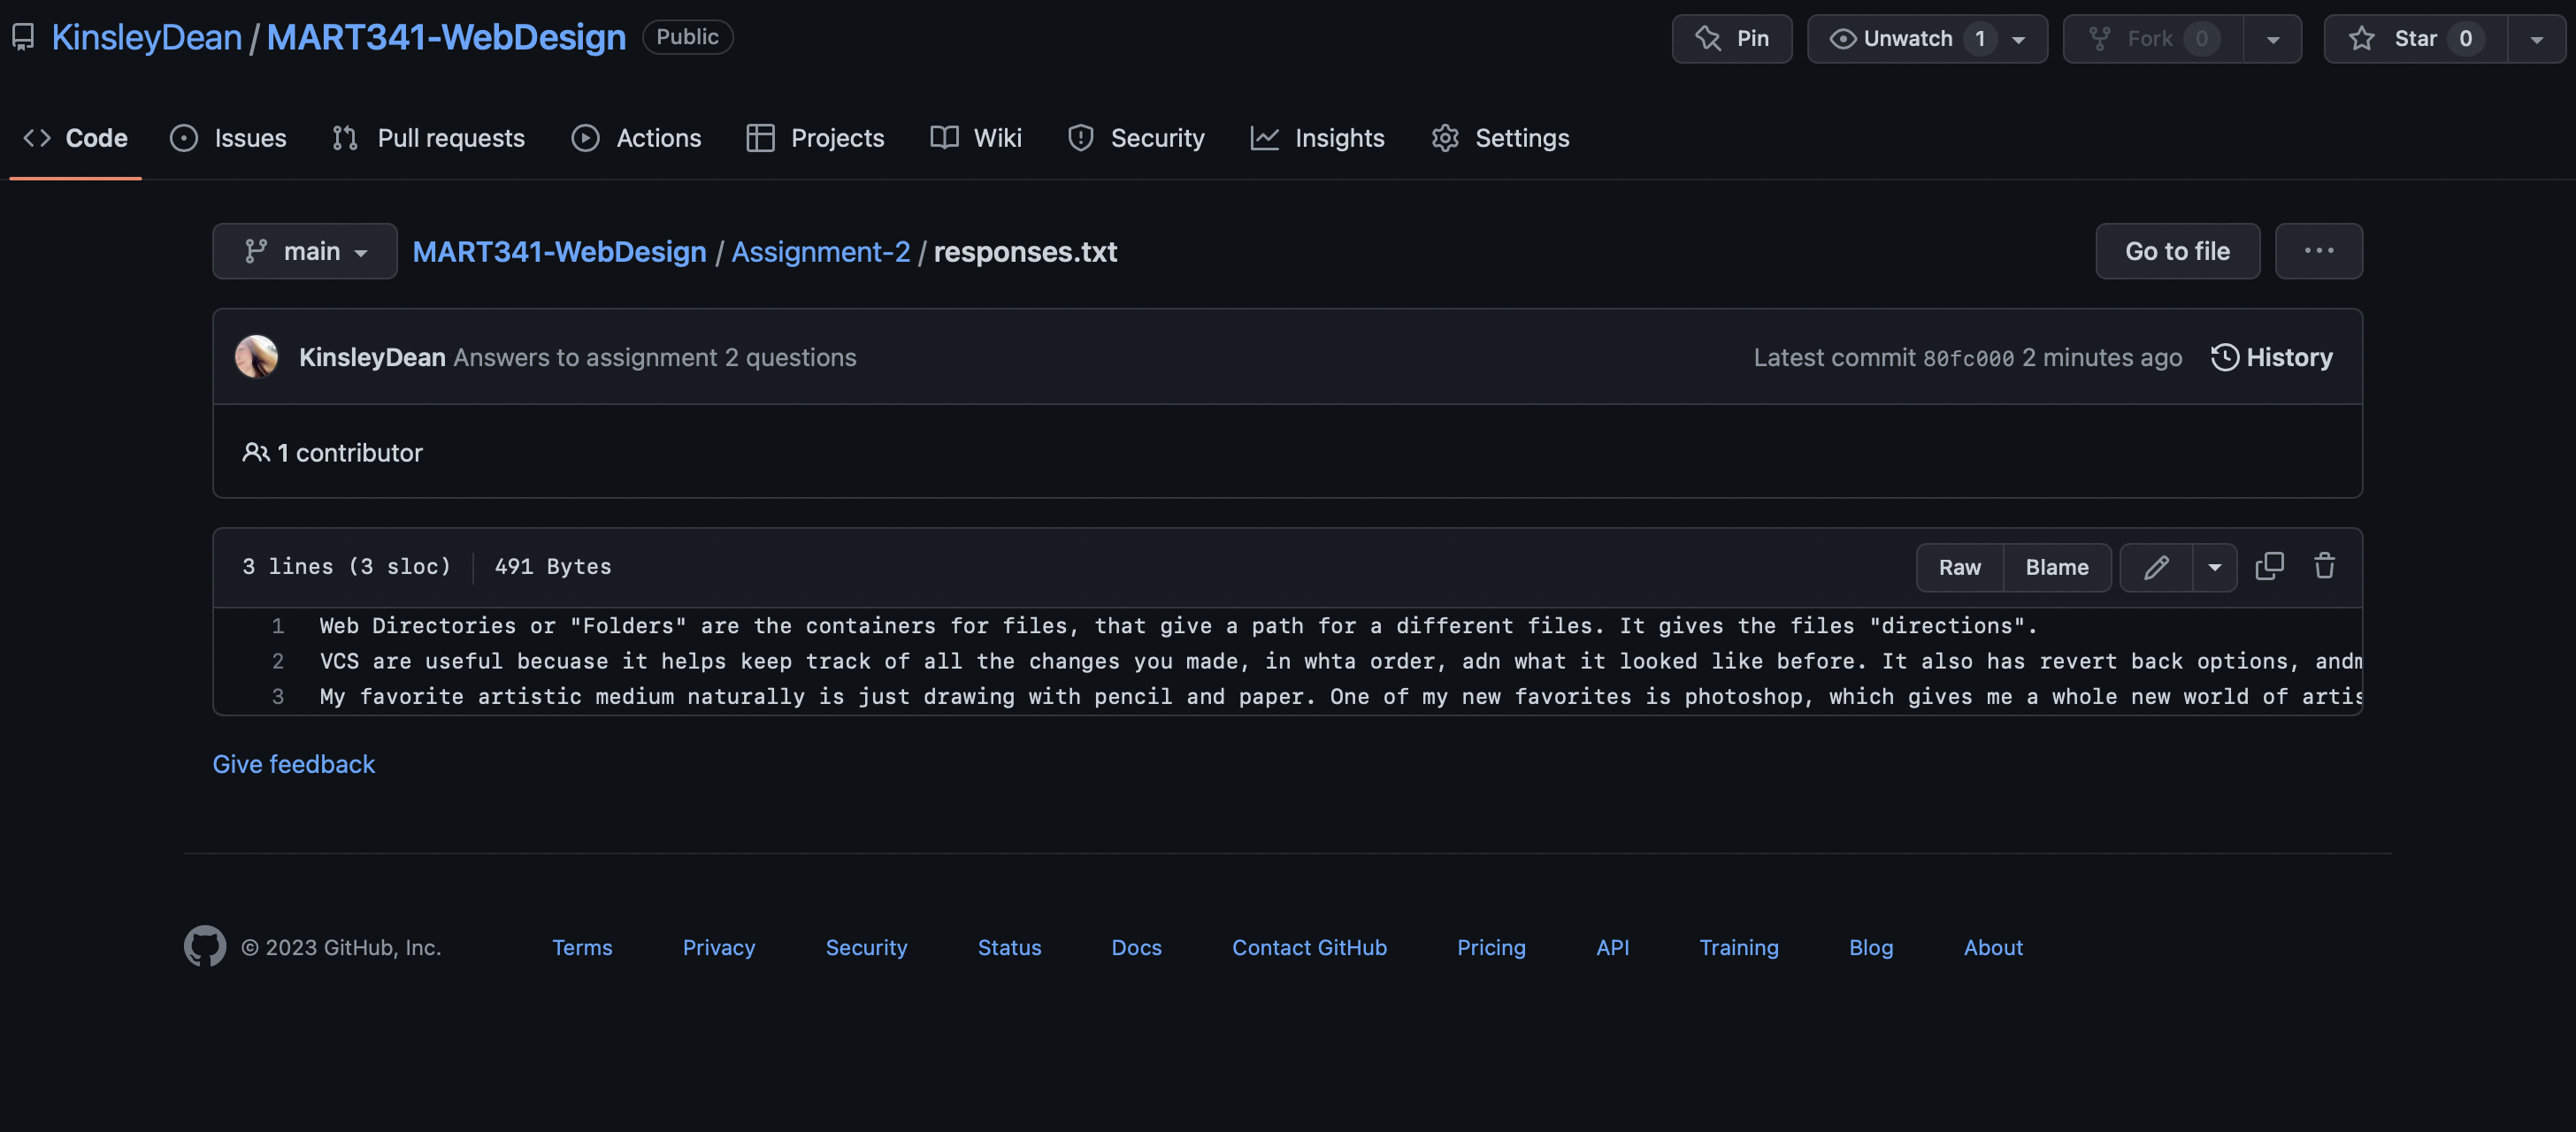 KinsleyDean / MART341-WebDesign Public
Pin
Unwatch 1
Fork 0
Star 0
Code Issues Pull requests Actions Projects Wiki Security Insights Settings
main MART341-WebDesign / Assignment-2 / responses.txt Go to file ...
KinsleyDean Answers to assignment 2 questions Latest commit 80fc000 2 minutes ago History
1 contributor
3 lines (3 sloc) 491 Bytes Raw Blame
1 Web Directories or "Folders" are the containers for files, that give a path for a different files. It gives the files "directions".
2 VCS are useful becuase it helps keep track of all the changes you made, in whta order, adn what it looked like before. It also has revert back options, andm
3 My favorite artistic medium naturally is just drawing with pencil and paper. One of my new favorites is photoshop, which gives me a whole new world of artis
Give feedback
© 2023 GitHub, Inc. Terms Privacy Security Status Docs Contact GitHub Pricing API Training Blog About